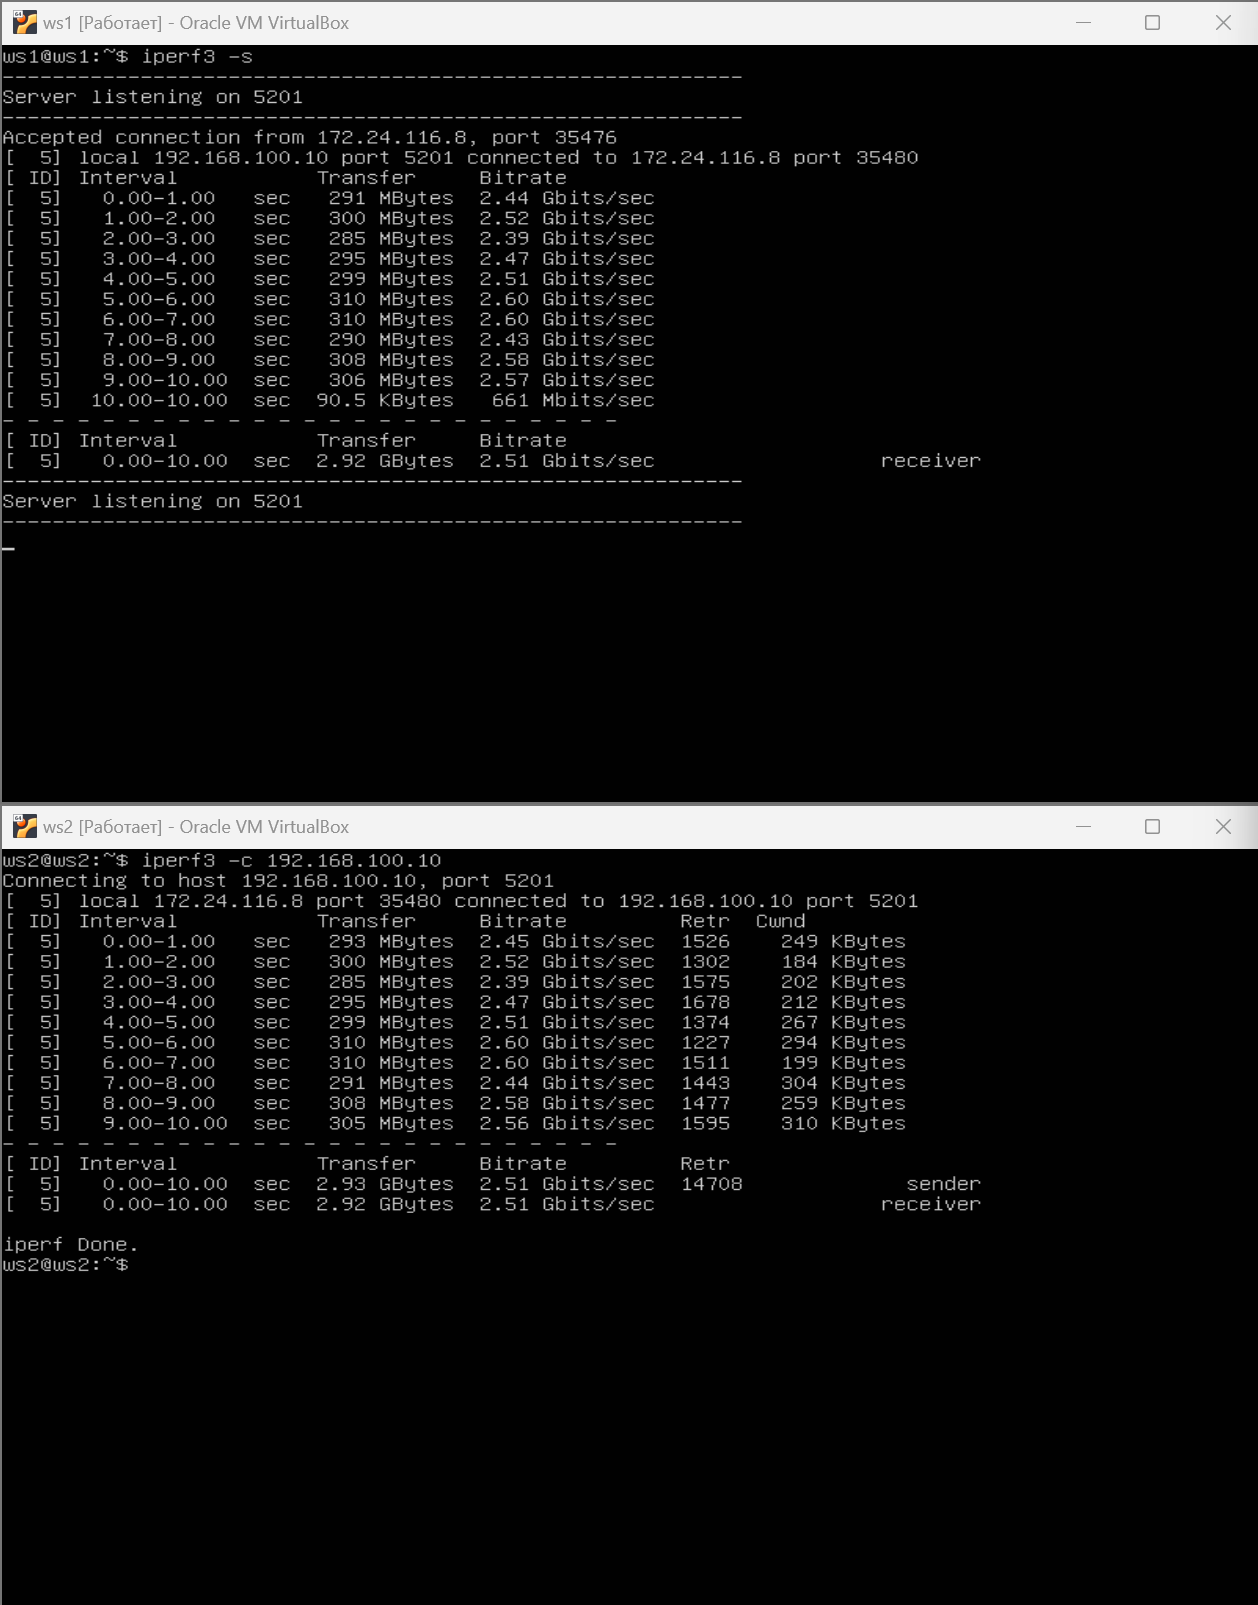 ws1 [Работает] - Oracle VM VirtualBox
ws1@ws1:~$ iperf3 -s
-----------------------------------------------------------
Server listening on 5201
-----------------------------------------------------------
Accepted connection from 172.24.116.8, port 35476
[  5] local 192.168.100.10 port 5201 connected to 172.24.116.8 port 35480
[ ID] Interval           Transfer     Bitrate
[  5]   0.00-1.00   sec   291 MBytes  2.44 Gbits/sec
[  5]   1.00-2.00   sec   300 MBytes  2.52 Gbits/sec
[  5]   2.00-3.00   sec   285 MBytes  2.39 Gbits/sec
[  5]   3.00-4.00   sec   295 MBytes  2.47 Gbits/sec
[  5]   4.00-5.00   sec   299 MBytes  2.51 Gbits/sec
[  5]   5.00-6.00   sec   310 MBytes  2.60 Gbits/sec
[  5]   6.00-7.00   sec   310 MBytes  2.60 Gbits/sec
[  5]   7.00-8.00   sec   290 MBytes  2.43 Gbits/sec
[  5]   8.00-9.00   sec   308 MBytes  2.58 Gbits/sec
[  5]   9.00-10.00  sec   306 MBytes  2.57 Gbits/sec
[  5]  10.00-10.00  sec  90.5 KBytes   661 Mbits/sec
- - - - - - - - - - - - - - - - - - - - - - - - -
[ ID] Interval           Transfer     Bitrate
[  5]   0.00-10.00  sec  2.92 GBytes  2.51 Gbits/sec                  receiver
-----------------------------------------------------------
Server listening on 5201
-----------------------------------------------------------
ws2 [Работает] - Oracle VM VirtualBox
ws2@ws2:~$ iperf3 -c 192.168.100.10
Connecting to host 192.168.100.10, port 5201
[  5] local 172.24.116.8 port 35480 connected to 192.168.100.10 port 5201
[ ID] Interval           Transfer     Bitrate         Retr  Cwnd
[  5]   0.00-1.00   sec   293 MBytes  2.45 Gbits/sec  1526    249 KBytes
[  5]   1.00-2.00   sec   300 MBytes  2.52 Gbits/sec  1302    184 KBytes
[  5]   2.00-3.00   sec   285 MBytes  2.39 Gbits/sec  1575    202 KBytes
[  5]   3.00-4.00   sec   295 MBytes  2.47 Gbits/sec  1678    212 KBytes
[  5]   4.00-5.00   sec   299 MBytes  2.51 Gbits/sec  1374    267 KBytes
[  5]   5.00-6.00   sec   310 MBytes  2.60 Gbits/sec  1227    294 KBytes
[  5]   6.00-7.00   sec   310 MBytes  2.60 Gbits/sec  1511    199 KBytes
[  5]   7.00-8.00   sec   291 MBytes  2.44 Gbits/sec  1443    304 KBytes
[  5]   8.00-9.00   sec   308 MBytes  2.58 Gbits/sec  1477    259 KBytes
[  5]   9.00-10.00  sec   305 MBytes  2.56 Gbits/sec  1595    310 KBytes
- - - - - - - - - - - - - - - - - - - - - - - - -
[ ID] Interval           Transfer     Bitrate         Retr
[  5]   0.00-10.00  sec  2.93 GBytes  2.51 Gbits/sec  14708             sender
[  5]   0.00-10.00  sec  2.92 GBytes  2.51 Gbits/sec                  receiver
iperf Done.
ws2@ws2:~$